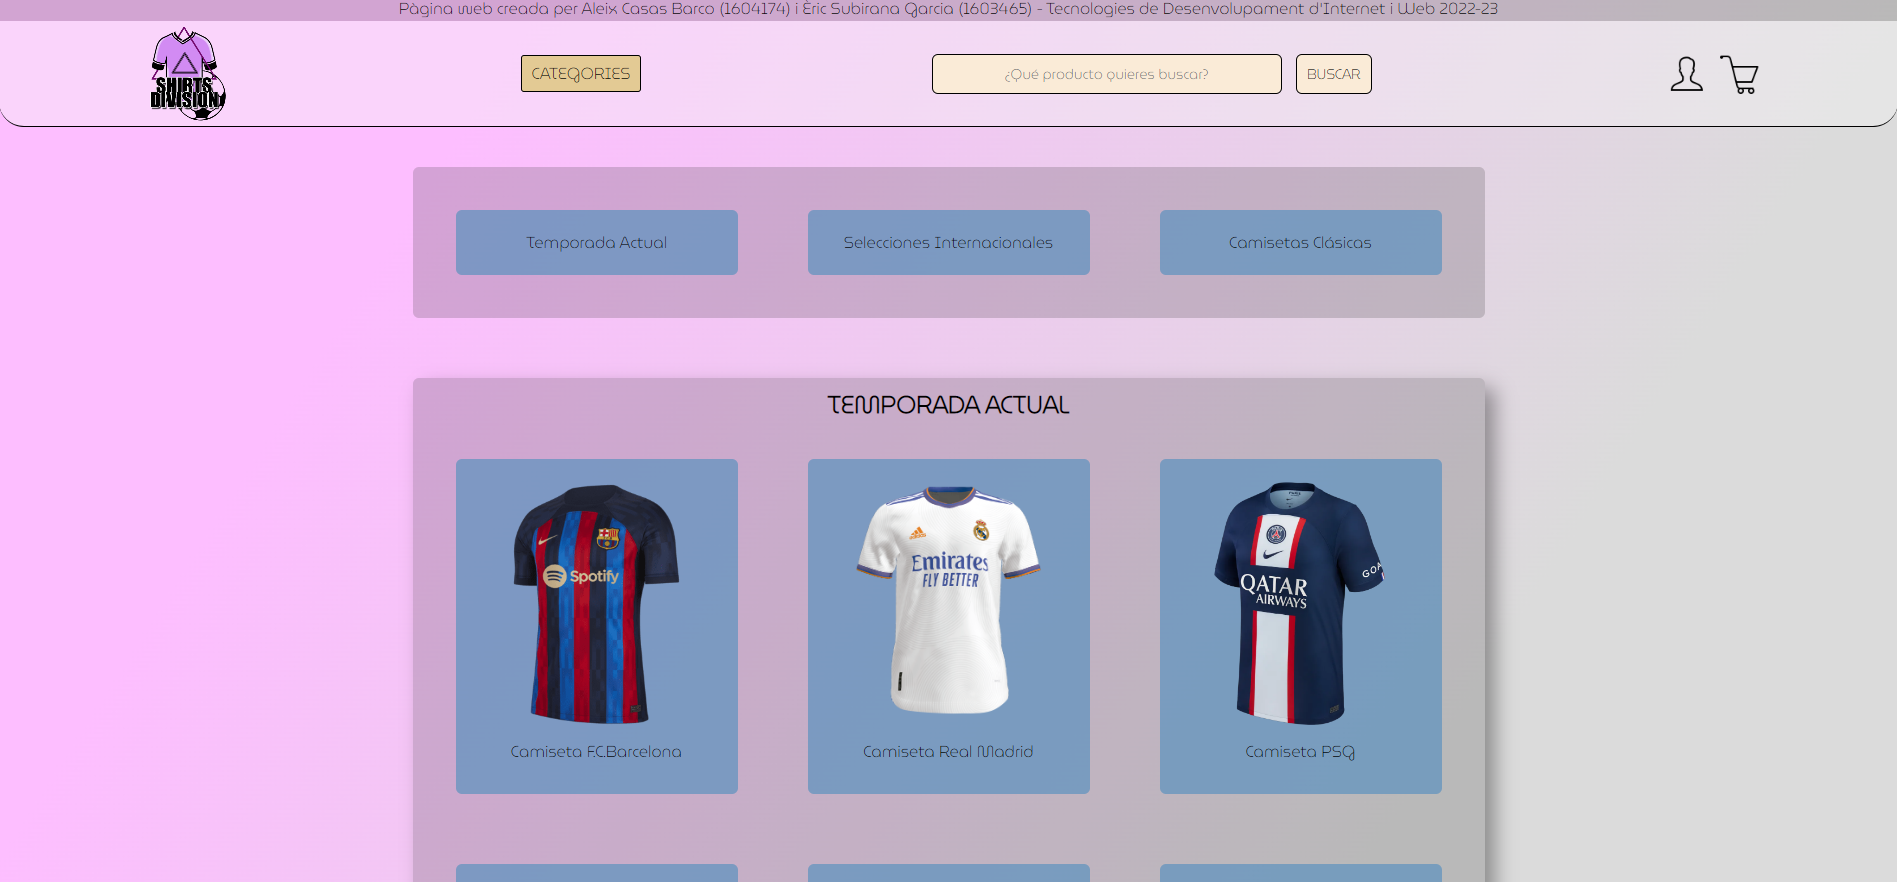 Pàgina web creada per Aleix Casas Barco (1604174) i Èric Subirana Garcia (1603465) - Tecnologies de Desenvolupament d'Internet i Web 2022-23
SHIRTS
DIVISION
CATEGORIES
¿Qué producto quieres buscar?
BUSCAR
Temporada Actual
Selecciones Internacionales
Camisetas Clásicas
TEMPORADA ACTUAL
Spotify
Emirates
FLY BETTER
QATAR
AIRWAYS
GOA
Camiseta F.C.Barcelona
Camiseta Real Madrid
Camiseta PSG